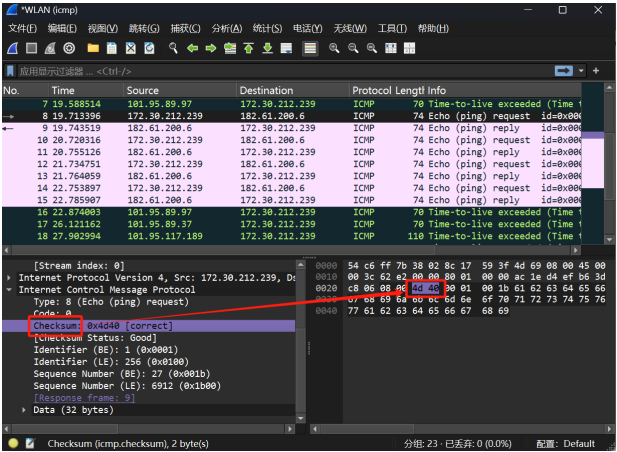 *WLAN (icmp)
文件(F) 编辑(E) 视图(V) 跳转(G) 捕获(C) 分析(A) 统计(S) 电话(Y) 无线(W) 工具(T) 帮助(H)
应用显示过滤器 … <Ctrl-/>
No. Time Source Destination Protocol Lengtl Info
7 19.588514 101.95.89.97 172.30.212.239 ICMP 70 Time-to-live exceeded (Time t
8 19.713396 172.30.212.239 182.61.200.6 ICMP 74 Echo (ping) request id=0x000
9 19.743519 182.61.200.6 172.30.212.239 ICMP 74 Echo (ping) reply id=0x000
10 20.720316 172.30.212.239 182.61.200.6 ICMP 74 Echo (ping) request id=0x000
11 20.755126 182.61.200.6 172.30.212.239 ICMP 74 Echo (ping) reply id=0x000
12 21.734751 172.30.212.239 182.61.200.6 ICMP 74 Echo (ping) request id=0x000
13 21.764059 182.61.200.6 172.30.212.239 ICMP 74 Echo (ping) reply id=0x000
14 22.753897 172.30.212.239 182.61.200.6 ICMP 74 Echo (ping) request id=0x000
15 22.785907 182.61.200.6 172.30.212.239 ICMP 74 Echo (ping) reply id=0x000
16 22.874003 101.95.89.97 172.30.212.239 ICMP 70 Time-to-live exceeded (Time t
17 26.121162 101.95.89.37 172.30.212.239 ICMP 70 Time-to-live exceeded (Time t
18 27.902994 101.95.117.189 172.30.212.239 ICMP 110 Time-to-live exceeded (Time t
[Stream index: 0]
Internet Protocol Version 4, Src: 172.30.212.239, Ds
Internet Control Message Protocol
Type: 8 (Echo (ping) request)
Code: 0
Checksum: 0x4d40 [correct]
[Checksum Status: Good]
Identifier (BE): 1 (0x0001)
Identifier (LE): 256 (0x0100)
Sequence Number (BE): 27 (0x001b)
Sequence Number (LE): 6912 (0x1b00)
[Response frame: 9]
Data (32 bytes)
0000 54 c6 ff 7b 38 02 8c 17 59 3f 4d 69 08 00 45 00
0010 00 3c 62 e2 00 00 80 01 00 00 ac 1e d4 ef b6 3d
0020 c8 06 08 00 4d 40 00 01 00 1b 61 62 63 64 65 66
67 68 69 6a 6b 6c 6d 6e 6f 70 71 72 73 74 75 76
0040 77 61 62 63 64 65 66 67 68 69
Checksum (icmp.checksum), 2 byte(s)
分组: 23 · 已丢弃: 0 (0.0%)
配置: Default